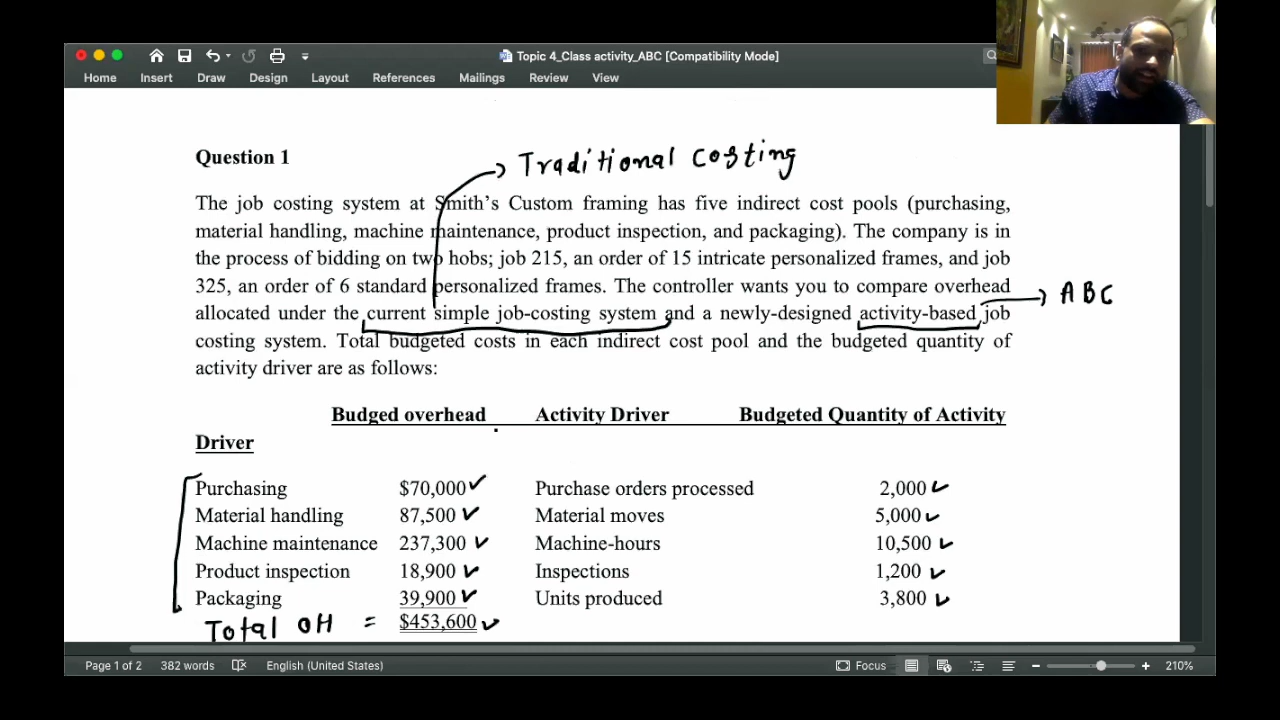 Topic 4_Class activity_ABC [Compatibility Mode]
Home Insert Draw Design Layout References Mailings Review View
Question 1
Traditional Costing
The job costing system at Smith's Custom framing has five indirect cost pools (purchasing,
material handling, machine maintenance, product inspection, and packaging). The company is in
the process of bidding on two hobs; job 215, an order of 15 intricate personalized frames, and job
325, an order of 6 standard personalized frames. The controller wants you to compare overhead
ABC
allocated under the current simple job-costing system and a newly-designed activity-based job
costing system. Total budgeted costs in each indirect cost pool and the budgeted quantity of
activity driver are as follows:
Budged overhead Activity Driver Budgeted Quantity of Activity
Driver
Purchasing $70,000 Purchase orders processed 2,000
Material handling 87,500 Material moves 5,000
Machine maintenance 237,300 Machine-hours 10,500
Product inspection 18,900 Inspections 1,200
Packaging 39,900 Units produced 3,800
Total OH = $453,600
Page 1 of 2 382 words English (United States) Focus 210%